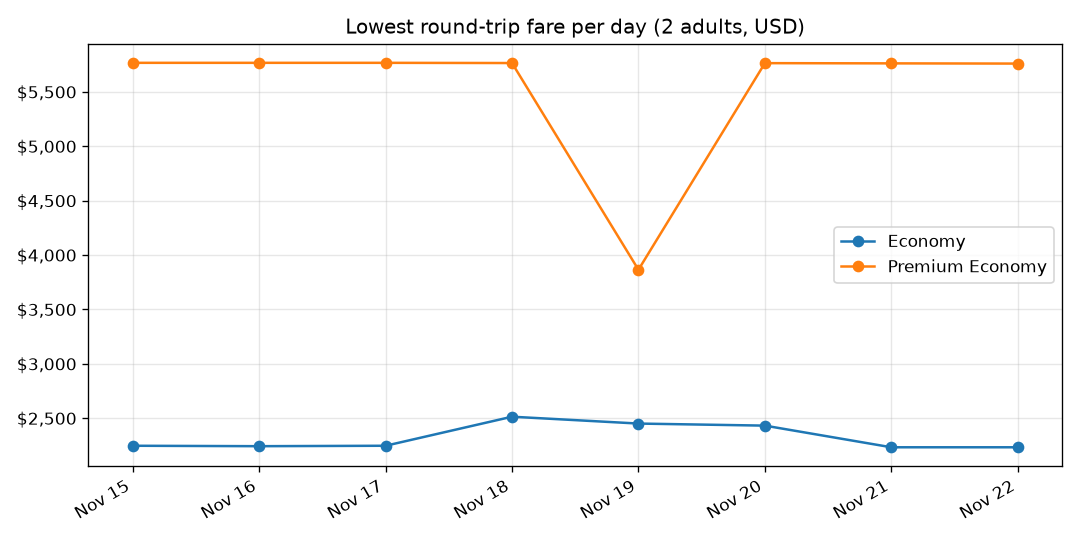 Lowest round-trip fare per day (2 adults, USD)
$5,500
$5,000
$4,500
$4,000
$3,500
$3,000
$2,500
Economy
Premium Economy
Nov 15
Nov 16
Nov 17
Nov 18
Nov 19
Nov 20
Nov 21
Nov 22